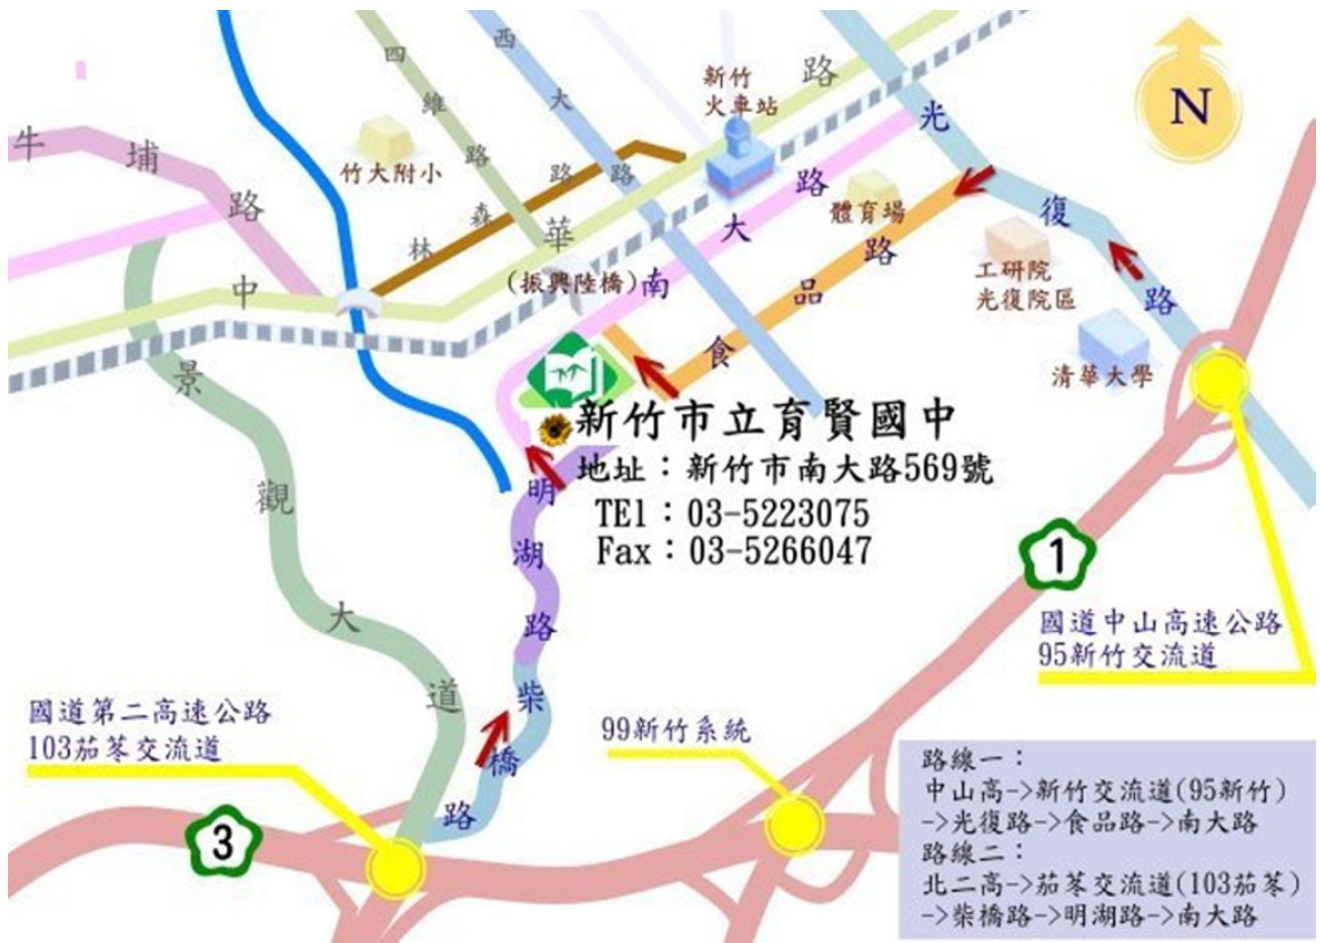 牛埔路
四維路
西大路
新竹
火車站
中華路
光復路
N
竹大附小
林森路
南大路
體育場
食品路
工研院
光復院區
清華大學
(振興陸橋)
景觀大道
新竹市立育賢國中
地址：新竹市南大路569號
TEl：03-5223075
Fax：03-5266047
明湖路
柴橋路
1
國道中山高速公路
95新竹交流道
國道第二高速公路
103茄苳交流道
99新竹系統
3
路線一：
中山高->新竹交流道(95新竹)
->光復路->食品路->南大路
路線二：
北二高->茄苳交流道(103茄苳)
->柴橋路->明湖路->南大路